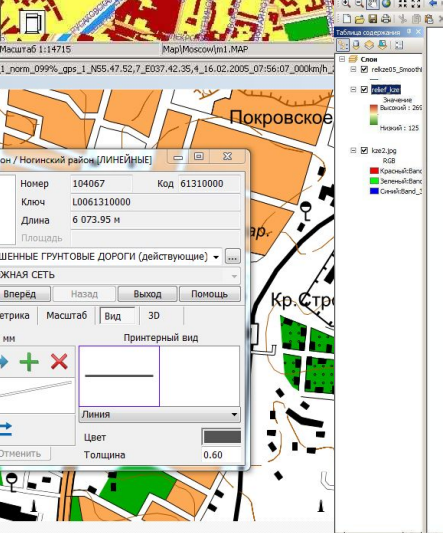 Масштаб 1:14715
Map\Moscow\m1.MAP
1_norm_099%_gps_1_N55.47.52,7_E037.42.35,4_16.02.2005_07:56:07_000km/h_
Покровское
он / Ногинский район [ЛИНЕЙНЫЕ]
Номер 104067 Код 61310000
Ключ L0061310000
Длина 6 073.95 м
Площадь
ШЕННЫЕ ГРУНТОВЫЕ ДОРОГИ (действующие)
ЖНАЯ СЕТЬ
Вперёд Назад Выход Помощь
етрика Масштаб Вид 3D
мм Принтерный вид
Линия
Цвет
Отменить
Толщина 0.60
ар.
Кр.Стро
Таблица содержания
Слои
relkze05_Smooth
relief_kze
Значение
Высокий : 269
Низкий : 125
kze2.jpg
RGB
Красный:Band
Зеленый:Band
Синий:Band_3